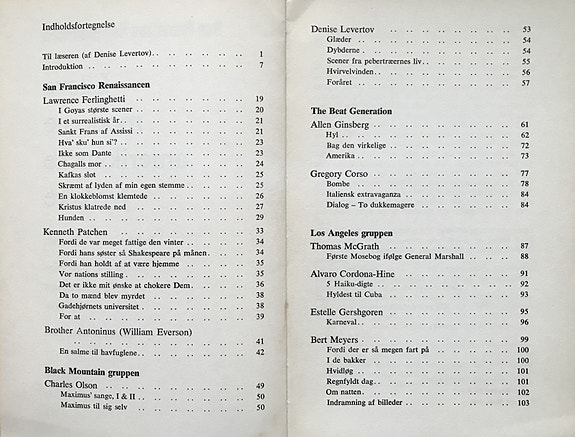 Indholdsfortegnelse
Til læseren (af Denise Levertov).. .. .. .. .. .. 1
Introduktion .. .. .. .. .. .. .. .. .. 7
San Francisco Renaissancen
Lawrence Ferlinghetti .. .. .. .. .. .. .. 19
I Goyas største scener .. .. .. .. .. .. 20
I et surrealistisk år.. .. .. .. .. .. .. 21
Sankt Frans af Assissi .. .. .. .. .. .. 21
Hva' sku' hun si'? .. .. .. .. .. .. .. 23
Ikke som Dante .. .. .. .. .. .. .. 23
Chagalls mor .. .. .. .. .. .. .. .. 24
Kafkas slot .. .. .. .. .. .. .. .. 25
Skræmt af lyden af min egen stemme .. .. .. .. 25
En klokkeblomst klemtede .. .. .. .. .. .. 26
Kristus klatrede ned .. .. .. .. .. .. .. 27
Hunden .. .. .. .. .. .. .. .. .. 29
Kenneth Patchen .. .. .. .. .. .. .. .. 33
Fordi de var meget fattige den vinter .. .. .. .. 34
Fordi hans søster så Shakespeare på månen .. .. .. 34
Fordi han holdt af at være hjemme .. .. .. .. 35
Vor nations stilling .. .. .. .. .. .. .. 35
Det er ikke mit ønske at chokere Dem.. .. .. .. 36
Da to mænd blev myrdet .. .. .. .. .. .. 38
Gadehjørnets universitet .. .. .. .. .. .. 38
For at .. .. .. .. .. .. .. .. .. 39
Brother Antoninus (William Everson)
.. .. .. .. .. .. .. .. .. 41
En salme til havfuglene.. .. .. .. .. .. .. 42
Black Mountain gruppen
Charles Olson .. .. .. .. .. .. .. .. 49
Maximus' sange, I & II .. .. .. .. .. .. .. 50
Maximus til sig selv .. .. .. .. .. .. .. 50
Denise Levertov .. .. .. .. .. .. .. .. 53
Glæder .. .. .. .. .. .. .. .. .. 54
Dybderne .. .. .. .. .. .. .. .. .. 54
Scener fra pebertræernes liv.. .. .. .. .. .. 55
Hvirvelvinden.. .. .. .. .. .. .. .. 56
Foråret .. .. .. .. .. .. .. .. .. 57
The Beat Generation
Allen Ginsberg .. .. .. .. .. .. .. .. 61
Hyl .. .. .. .. .. .. .. .. .. .. 62
Bag den virkelige .. .. .. .. .. .. .. 72
Amerika .. .. .. .. .. .. .. .. .. 73
Gregory Corso .. .. .. .. .. .. .. .. 77
Bombe .. .. .. .. .. .. .. .. .. 78
Italiensk extravaganza .. .. .. .. .. .. .. 84
Dialog – To dukkemagere .. .. .. .. .. .. 84
Los Angeles gruppen
Thomas McGrath .. .. .. .. .. .. .. .. 87
Første Mosebog ifølge General Marshall .. .. .. .. 88
Alvaro Cordona-Hine .. .. .. .. .. .. .. 91
5 Haiku-digte .. .. .. .. .. .. .. .. 92
Hyldest til Cuba .. .. .. .. .. .. .. .. 93
Estelle Gershgoren .. .. .. .. .. .. .. 95
Karneval.. .. .. .. .. .. .. .. .. 96
Bert Meyers .. .. .. .. .. .. .. .. 99
Fordi der er så megen fart på .. .. .. .. .. 100
I de bakker .. .. .. .. .. .. .. .. 100
Hvidløg .. .. .. .. .. .. .. .. .. 101
Regnfyldt dag.. .. .. .. .. .. .. .. 101
Om natten.. .. .. .. .. .. .. .. .. 102
Indramning af billeder .. .. .. .. .. .. .. 103